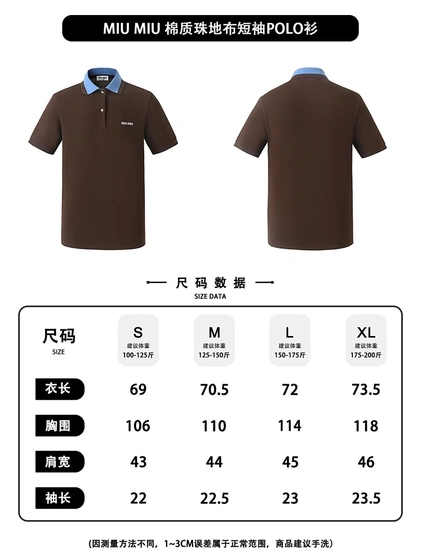 MIU MIU 棉质珠地布短袖POLO衫
MIU MIU
尺码数据
SIZE DATA
尺码
SIZE
S
建议体重
100-125斤
M
建议体重
125-150斤
L
建议体重
150-175斤
XL
建议体重
175-200斤
衣长 69 70.5 72 73.5
胸围 106 110 114 118
肩宽 43 44 45 46
袖长 22 22.5 23 23.5
(因测量方法不同，1~3CM误差属于正常范围，商品建议手洗)